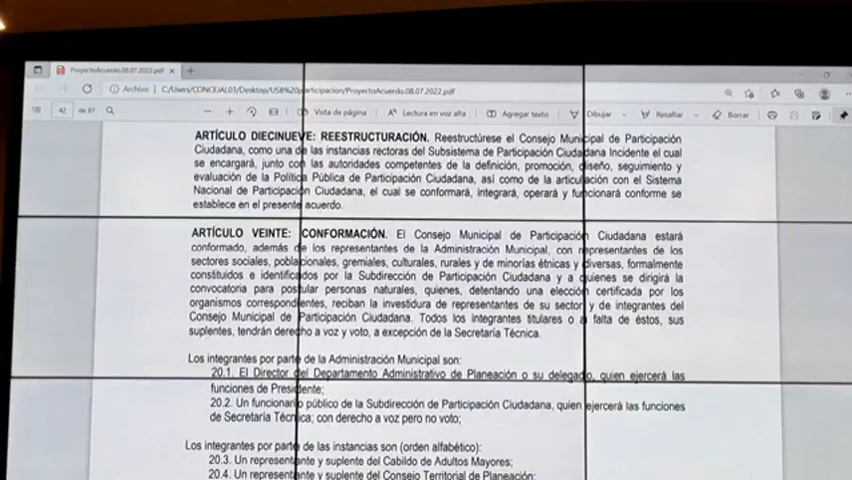 ProyectoAcuerdo.08.07.2022.pdf
Archivo | C:/Users/CONCEJAL03/Desktop/USB%20participacion/ProyectoAcuerdo.08.07.2022.pdf
42 de 87
Vista de página Lectura en voz alta Agregar texto Dibujar Resaltar Borrar
ARTÍCULO DIECINUEVE: REESTRUCTURACIÓN. Reestructúrese el Consejo Municipal de Participación
Ciudadana, como una de las instancias rectoras del Subsistema de Participación Ciudadana Incidente el cual
se encargará, junto con las autoridades competentes de la definición, promoción, diseño, seguimiento y
evaluación de la Política Pública de Participación Ciudadana, así como de la articulación con el Sistema
Nacional de Participación Ciudadana, el cual se conformará, integrará, operará y funcionará conforme se
establece en el presente acuerdo.
ARTÍCULO VEINTE: CONFORMACIÓN. El Consejo Municipal de Participación Ciudadana estará
conformado, además de los representantes de la Administración Municipal, con representantes de los
sectores sociales, poblacionales, gremiales, culturales, rurales y de minorías étnicas y diversas, formalmente
constituidos e identificados por la Subdirección de Participación Ciudadana y a quienes se dirigirá la
convocatoria para postular personas naturales, quienes, detentando una elección certificada por los
organismos correspondientes, reciban la investidura de representantes de su sector y de integrantes del
Consejo Municipal de Participación Ciudadana. Todos los integrantes titulares o a falta de éstos, sus
suplentes, tendrán derecho a voz y voto, a excepción de la Secretaría Técnica.
Los integrantes por parte de la Administración Municipal son:
20.1. El Director del Departamento Administrativo de Planeación o su delegado, quien ejercerá las
funciones de Presidente;
20.2. Un funcionario público de la Subdirección de Participación Ciudadana, quien ejercerá las funciones
de Secretaría Técnica; con derecho a voz pero no voto;
Los integrantes por parte de las instancias son (orden alfabético):
20.3. Un representante y suplente del Cabildo de Adultos Mayores;
20.4. Un representante y suplente del Consejo Territorial de Planeación;